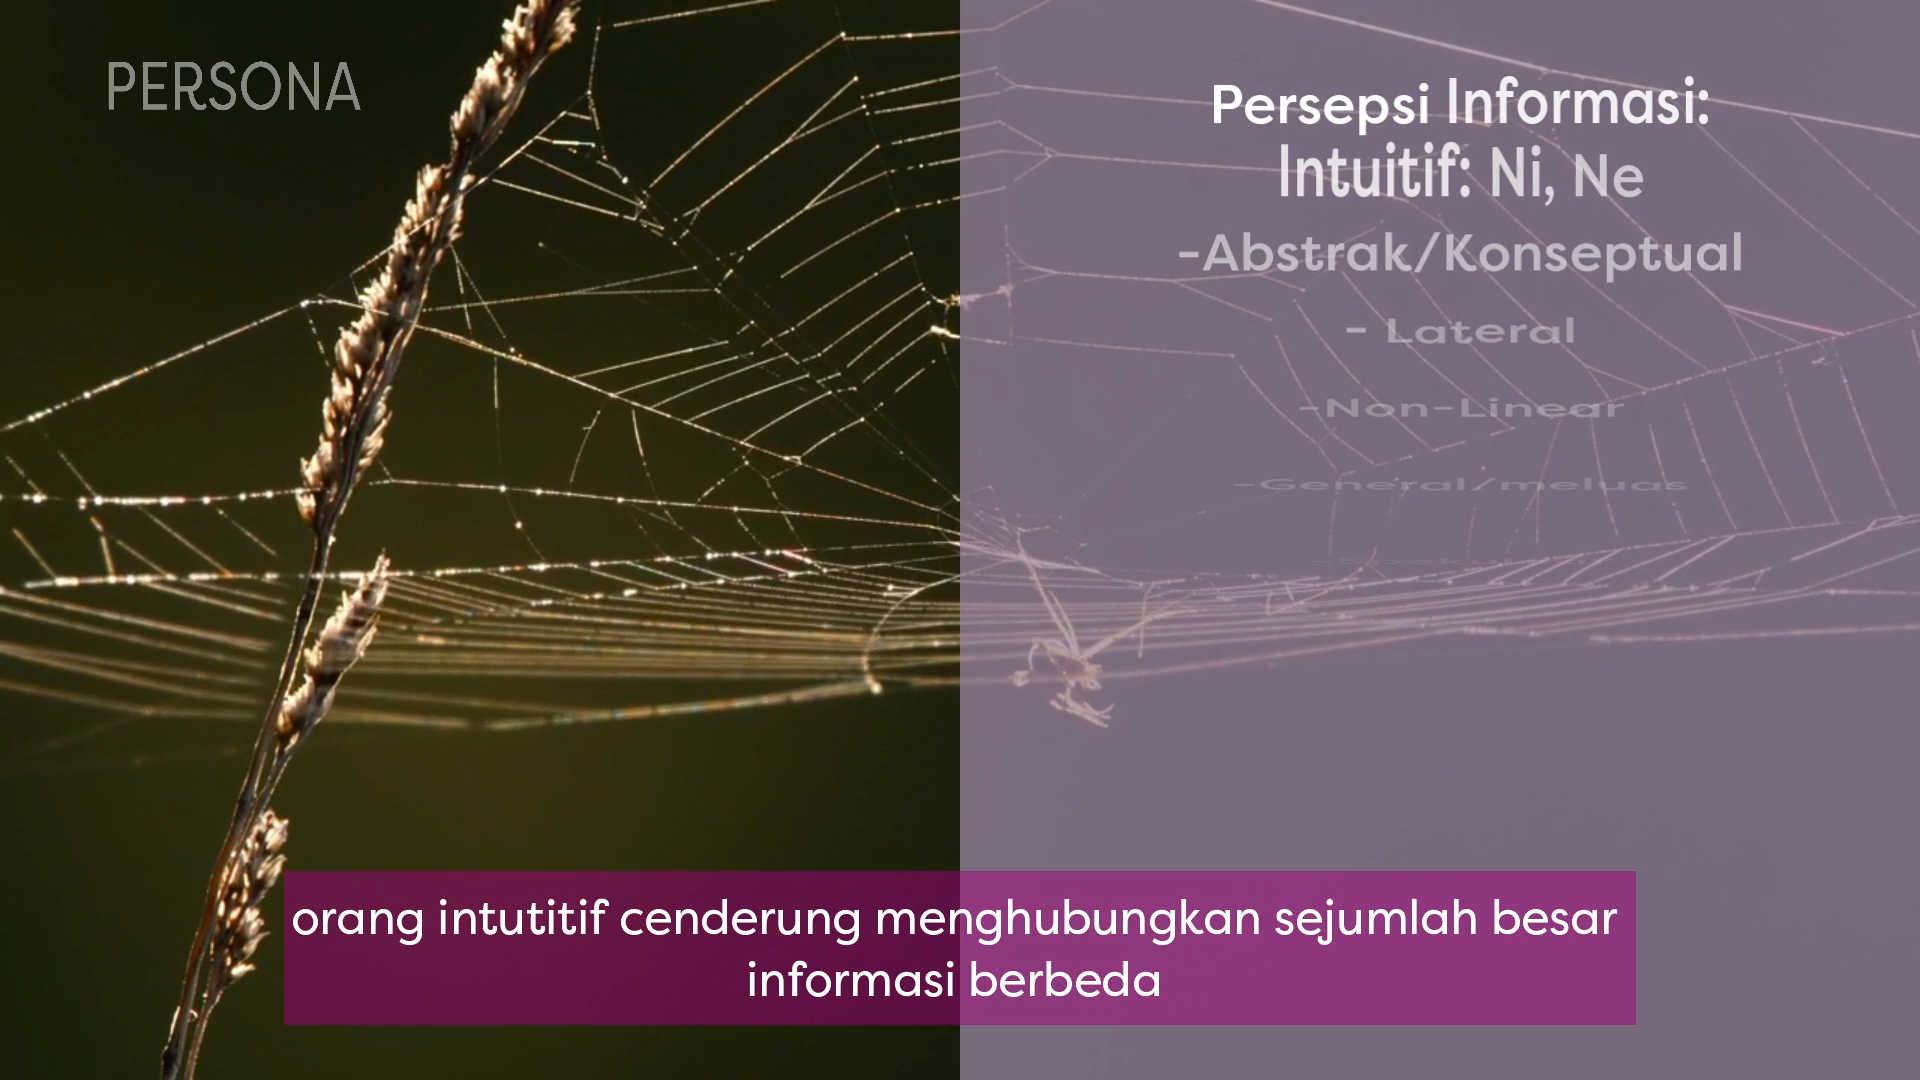 PERSONA
Persepsi Informasi:
Intuitif: Ni, Ne
-Abstrak/Konseptual
- Lateral
-Non-Linear
-General/meluas
orang intutitif cenderung menghubungkan sejumlah besar
informasi berbeda